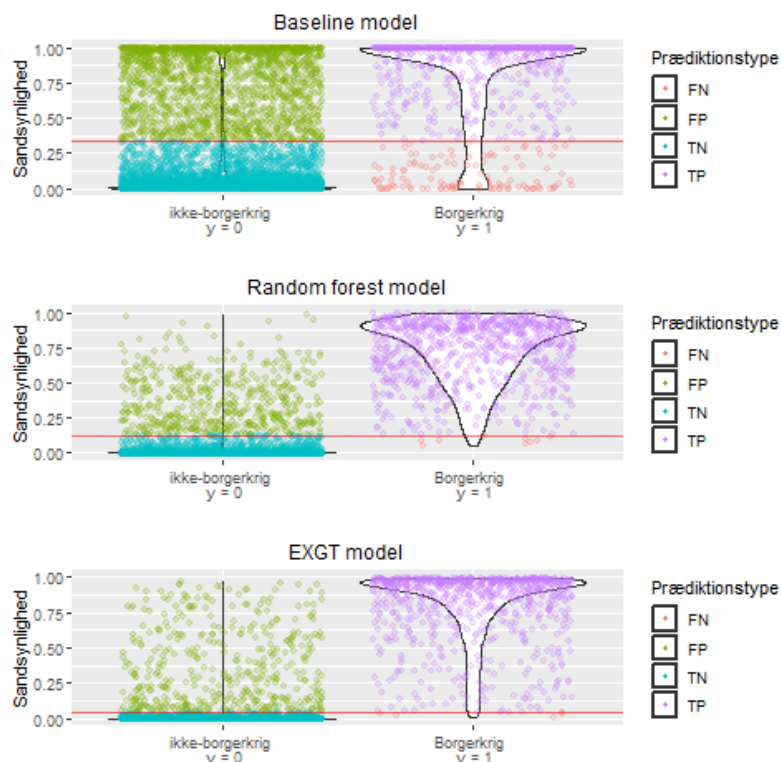 Baseline model
Sandsynlighed
1.00
0.75
0.50
0.25
0.00
ikke-borgerkrig
y = 0
Borgerkrig
y = 1
Prædiktionstype
FN
FP
TN
TP
Random forest model
Sandsynlighed
1.00
0.75
0.50
0.25
0.00
ikke-borgerkrig
y = 0
Borgerkrig
y = 1
Prædiktionstype
FN
FP
TN
TP
EXGT model
Sandsynlighed
1.00
0.75
0.50
0.25
0.00
ikke-borgerkrig
y = 0
Borgerkrig
y = 1
Prædiktionstype
FN
FP
TN
TP